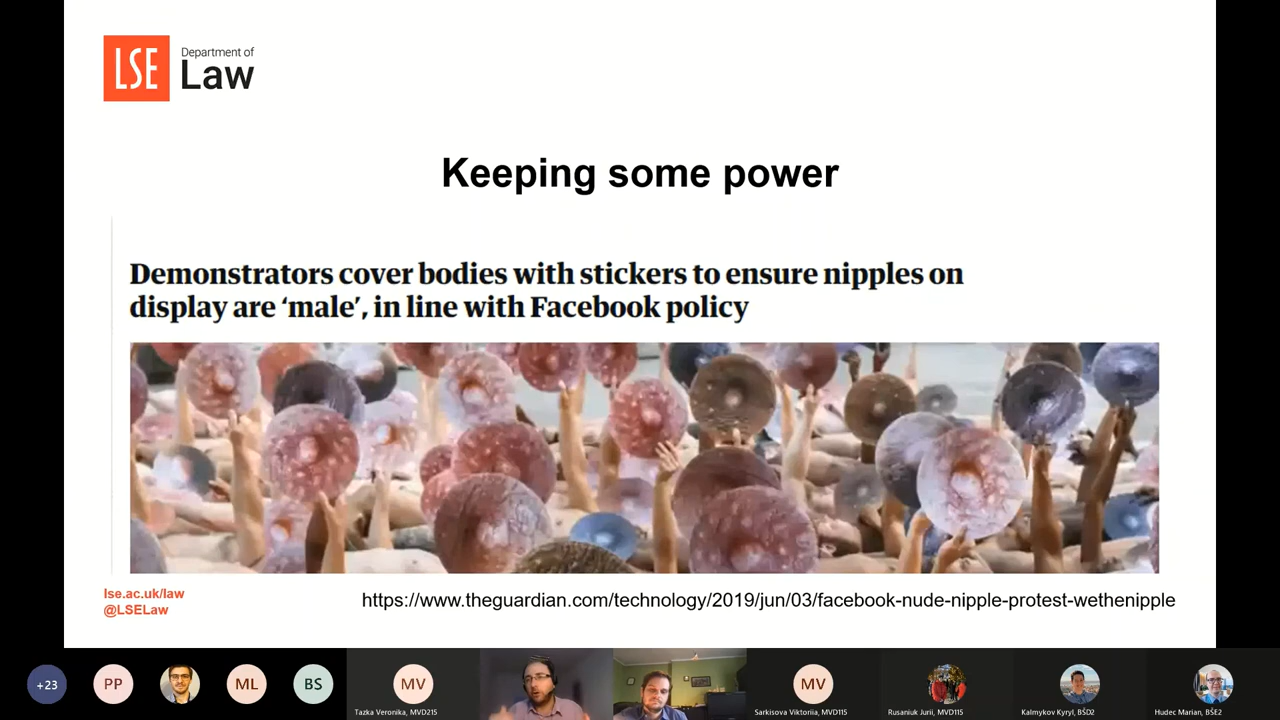 LSE
Department of
Law
Keeping some power
Demonstrators cover bodies with stickers to ensure nipples on
display are ‘male’, in line with Facebook policy
lse.ac.uk/law
@LSELaw
https://www.theguardian.com/technology/2019/jun/03/facebook-nude-nipple-protest-wethenipple
+23
PP
ML
BS
MV
Tazka Veronika, MVD215
MV
Sarkisova Viktoriia, MVD115
Rusaniuk Jurii, MVD115
Kalmykov Kyryl, BŠD2
Hudec Marian, BŠE2